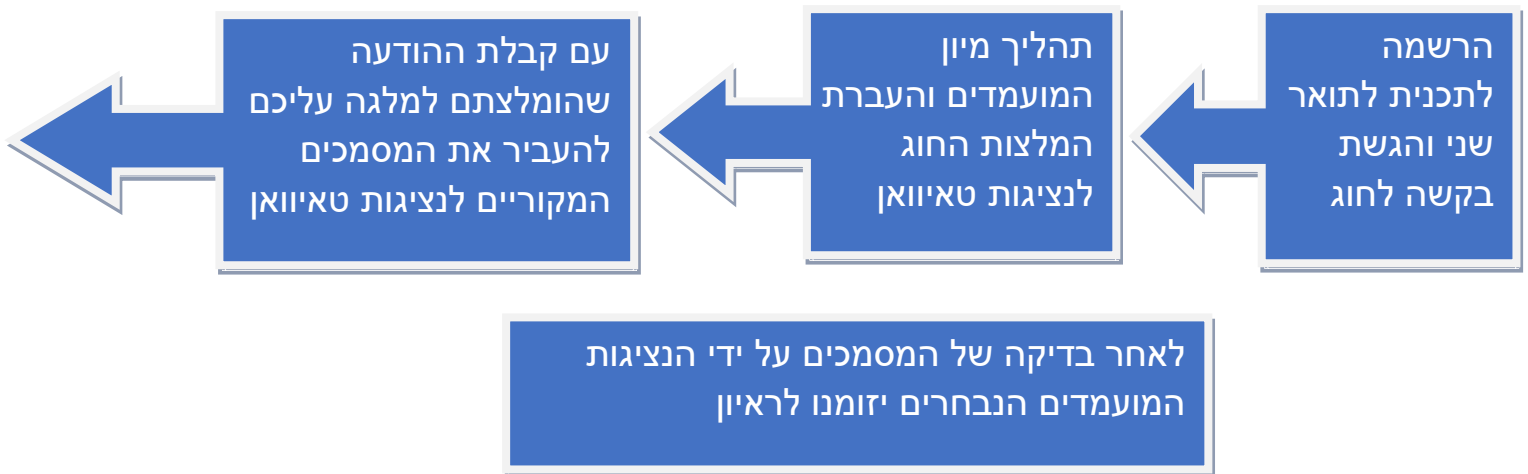 הרשמה
לתכנית לתואר
שני והגשת
בקשה לחוג
תהליך מיון
המועמדים והעברת
המלצות החוג
לנציגות טאיוואן
עם קבלת ההודעה
שהומלצתם למלגה עליכם
להעביר את המסמכים
המקוריים לנציגות טאיוואן
לאחר בדיקה של המסמכים על ידי הנציגות
המועמדים הנבחרים יזומנו לראיון